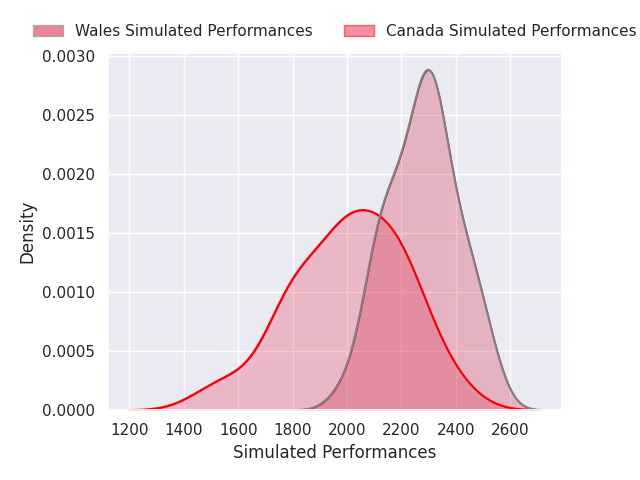 Wales Simulated Performances
Canada Simulated Performances
0.0030
0.0025
0.0020
0.0015
0.0010
0.0005
0.0000
Density
1200 1400 1600 1800 2000 2200 2400 2600
Simulated Performances